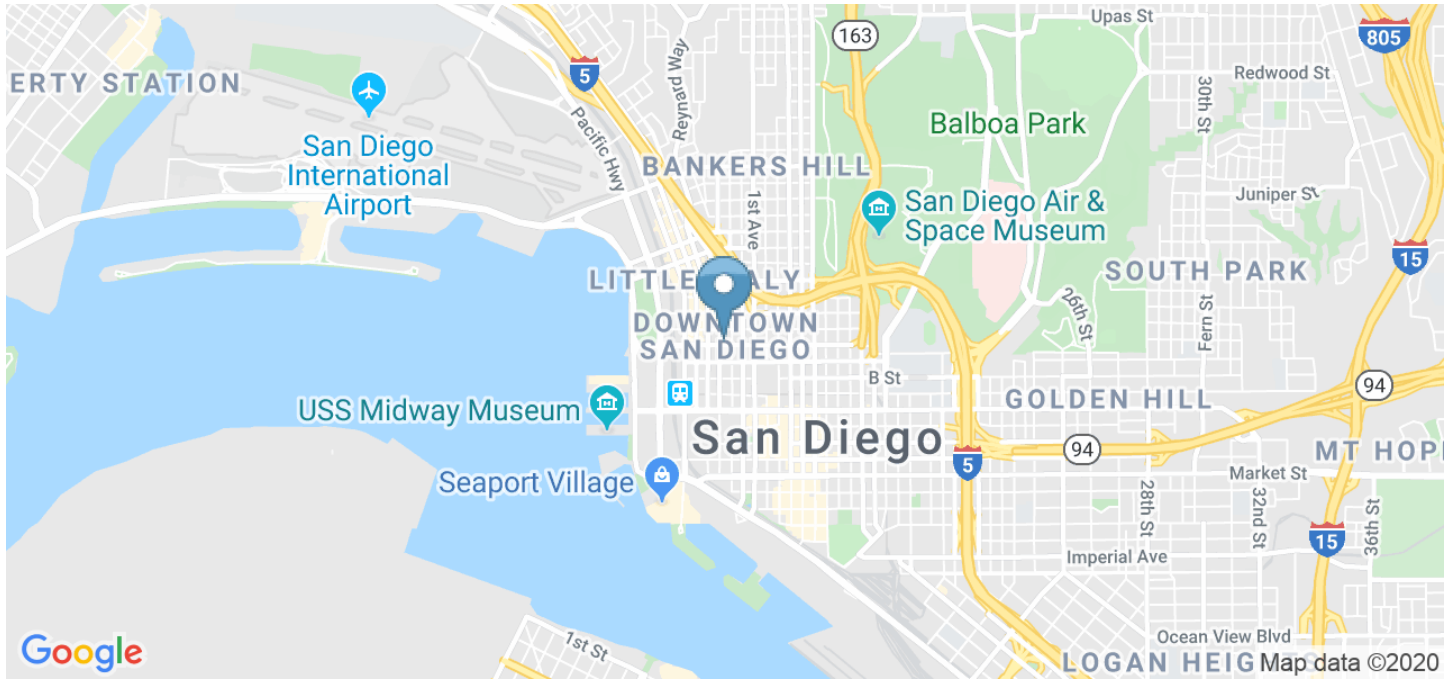 Upas St
163
805
5
ERTY STATION
Reynard Way
Redwood St
30th St
Pacific Hwy
Balboa Park
San Diego
International
Airport
BANKERS HILL
1st Ave
Juniper St
San Diego Air &
Space Museum
15
SOUTH PARK
LITTLE ALY
26th St
Fern St
DOWNTOWN
SAN DIEGO
B St
94
GOLDEN HILL
USS Midway Museum
San Diego
94
MT HOP
5
Market St
Seaport Village
28th St
32nd St
36th St
15
Imperial Ave
1st St
Ocean View Blvd
Google
LOGAN HEIG
Map data ©2020